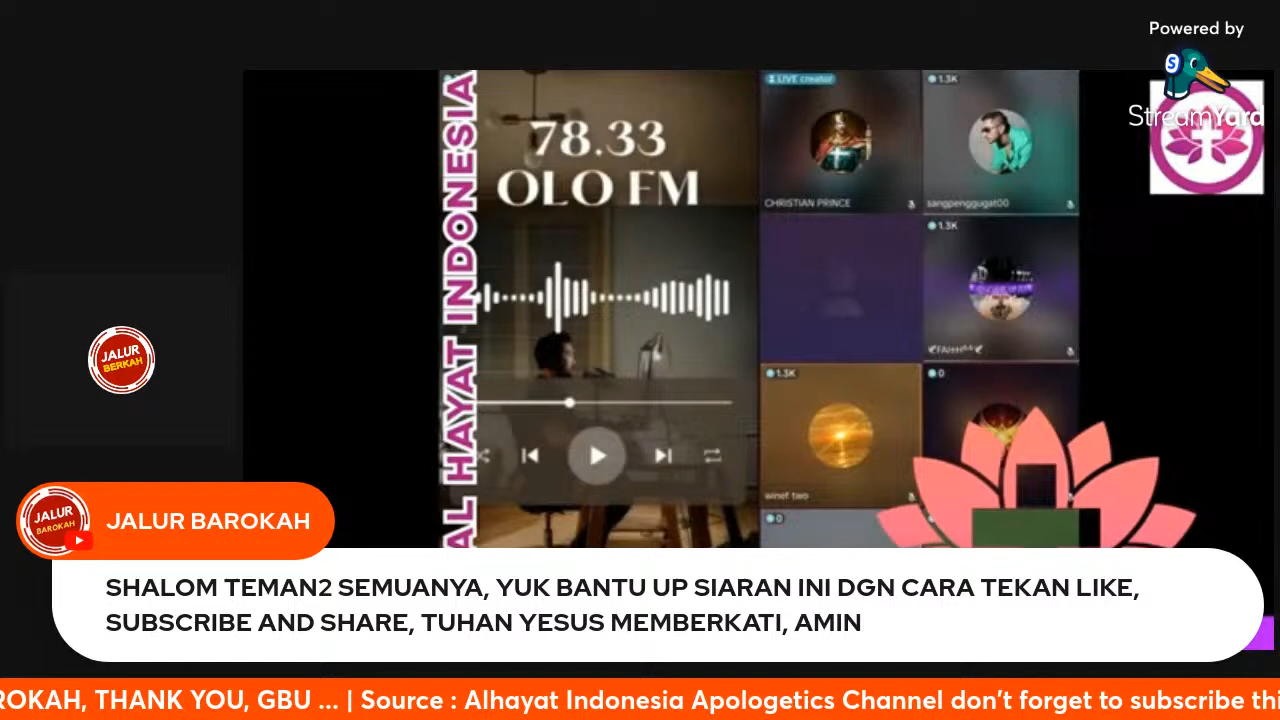 Powered by
StreamYard
AL HAYAT INDONESIA
78.33
OLO FM
LIVE creator
CHRISTIAN PRINCE
1.3K
sangpenggugat00
1.3K
1.3K
winef two
0
0
JALUR
BERKAH
JALUR
BAROKAH
JALUR BAROKAH
SHALOM TEMAN2 SEMUANYA, YUK BANTU UP SIARAN INI DGN CARA TEKAN LIKE,
SUBSCRIBE AND SHARE, TUHAN YESUS MEMBERKATI, AMIN
ROKAH, THANK YOU, GBU ... | Source : Alhayat Indonesia Apologetics Channel don't forget to subscribe thi